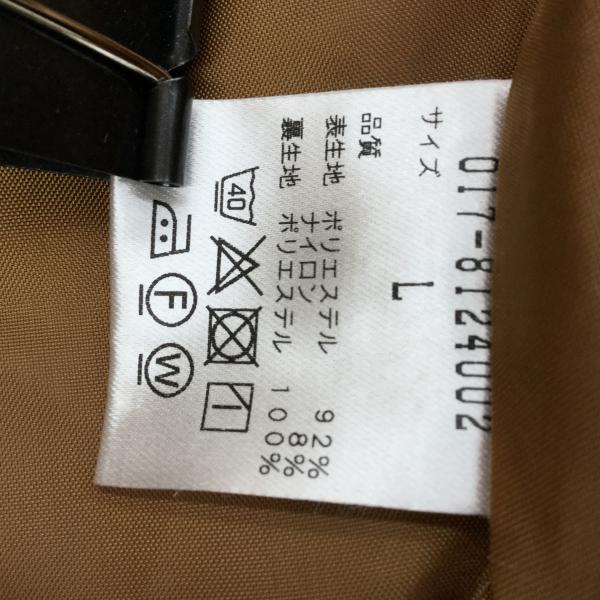 017-8124002
サイズ L
品質
表生地 ポリエステル 92%
ナイロン 8%
裏生地 ポリエステル 100%
40
F
W